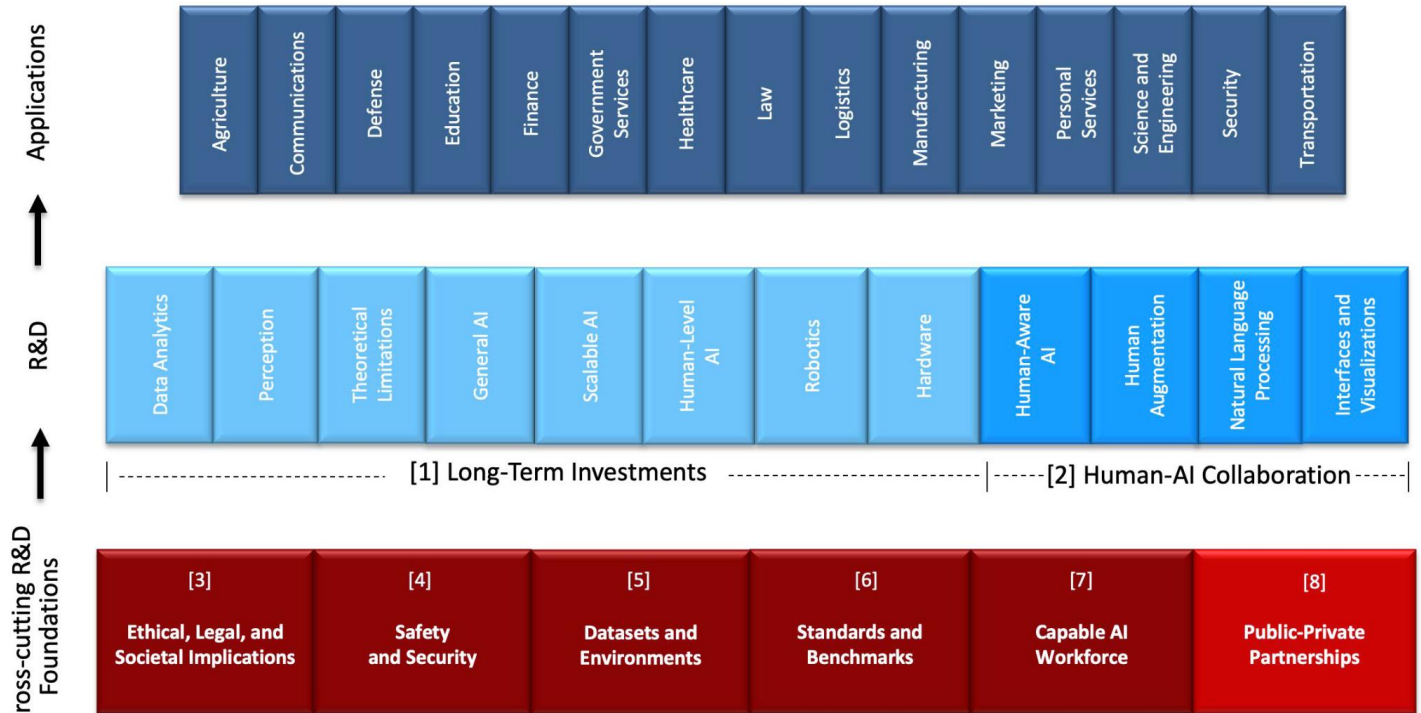 Applications
Agriculture
Communications
Defense
Education
Finance
Government
Services
Healthcare
Law
Logistics
Manufacturing
Marketing
Personal
Services
Science and
Engineering
Security
Transportation
R&D
Data Analytics
Perception
Theoretical
Limitations
General AI
Scalable AI
Human-Level
AI
Robotics
Hardware
Human-Aware
AI
Human
Augmentation
Natural Language
Processing
Interfaces and
Visualizations
[1] Long-Term Investments
[2] Human-AI Collaboration
ross-cutting R&D
Foundations
[3]
Ethical, Legal, and
Societal Implications
[4]
Safety
and Security
[5]
Datasets and
Environments
[6]
Standards and
Benchmarks
[7]
Capable AI
Workforce
[8]
Public-Private
Partnerships